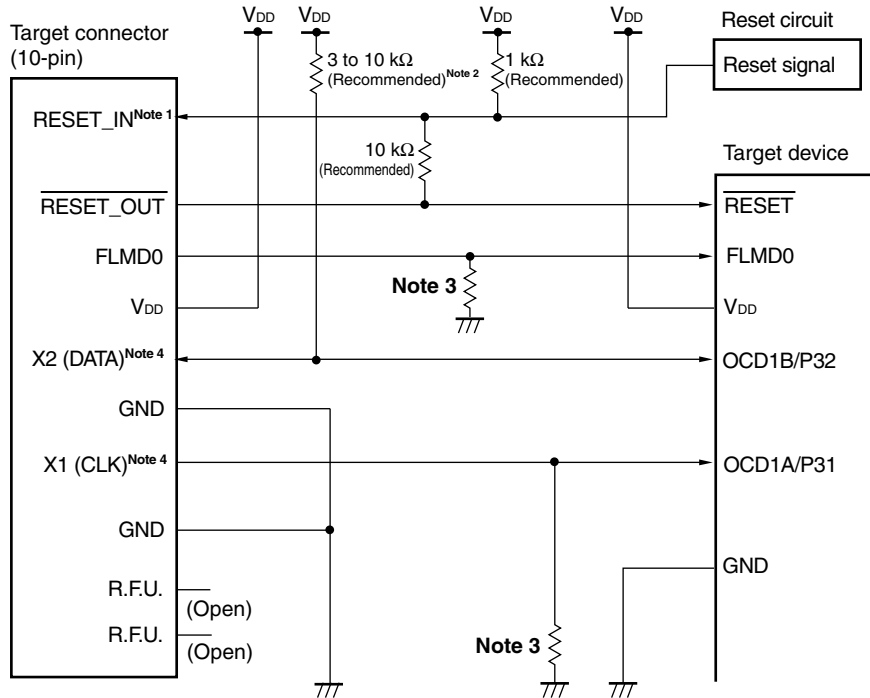 Target connector
(10-pin)
VDD
VDD
VDD
VDD
Reset circuit
Reset signal
3 to 10 kΩ
(Recommended)Note 2
1 kΩ
(Recommended)
RESET_INNote 1
10 kΩ
(Recommended)
Target device
RESET_OUT
RESET
FLMD0
FLMD0
Note 3
VDD
VDD
X2 (DATA)Note 4
OCD1B/P32
GND
X1 (CLK)Note 4
OCD1A/P31
GND
GND
R.F.U.
(Open)
R.F.U.
(Open)
Note 3